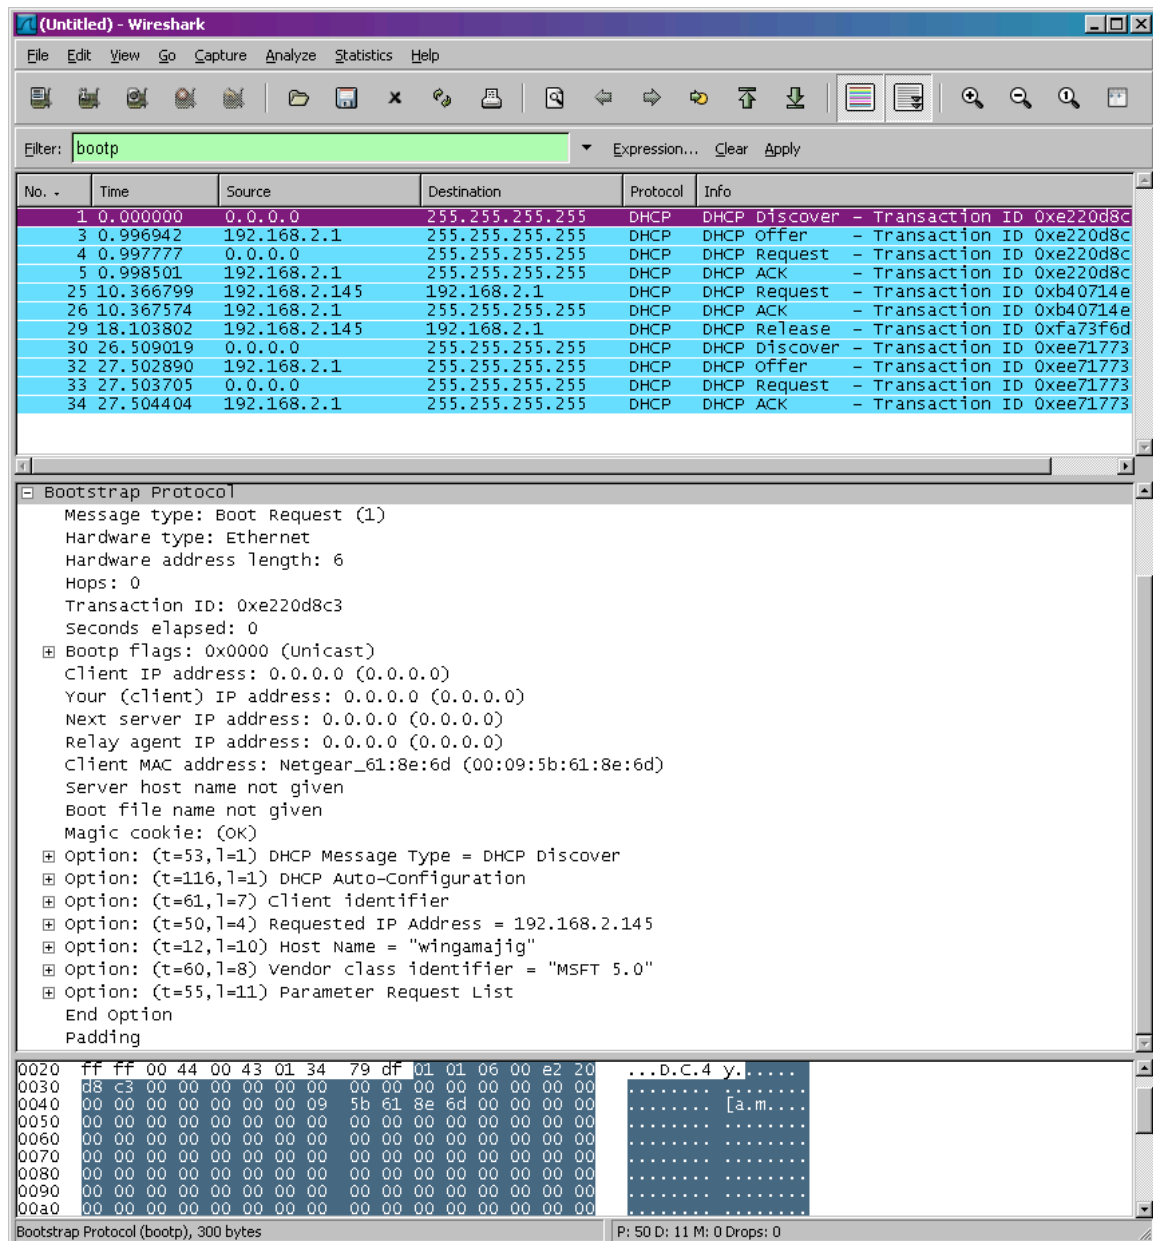 (Untitled) - Wireshark
File Edit View Go Capture Analyze Statistics Help
Filter: bootp Expression... Clear Apply
No. - Time Source Destination Protocol Info
1 0.000000 0.0.0.0 255.255.255.255 DHCP DHCP Discover - Transaction ID 0xe220d8c
3 0.996942 192.168.2.1 255.255.255.255 DHCP DHCP Offer - Transaction ID 0xe220d8c
4 0.997777 0.0.0.0 255.255.255.255 DHCP DHCP Request - Transaction ID 0xe220d8c
5 0.998501 192.168.2.1 255.255.255.255 DHCP DHCP ACK - Transaction ID 0xe220d8c
25 10.366799 192.168.2.145 192.168.2.1 DHCP DHCP Request - Transaction ID 0xb40714e
26 10.367574 192.168.2.1 255.255.255.255 DHCP DHCP ACK - Transaction ID 0xb40714e
29 18.103802 192.168.2.145 192.168.2.1 DHCP DHCP Release - Transaction ID 0xfa73f6d
30 26.509019 0.0.0.0 255.255.255.255 DHCP DHCP Discover - Transaction ID 0xee71773
32 27.502890 192.168.2.1 255.255.255.255 DHCP DHCP Offer - Transaction ID 0xee71773
33 27.503705 0.0.0.0 255.255.255.255 DHCP DHCP Request - Transaction ID 0xee71773
34 27.504404 192.168.2.1 255.255.255.255 DHCP DHCP ACK - Transaction ID 0xee71773
Bootstrap Protocol
Message type: Boot Request (1)
Hardware type: Ethernet
Hardware address length: 6
Hops: 0
Transaction ID: 0xe220d8c3
Seconds elapsed: 0
Bootp flags: 0x0000 (Unicast)
Client IP address: 0.0.0.0 (0.0.0.0)
Your (client) IP address: 0.0.0.0 (0.0.0.0)
Next server IP address: 0.0.0.0 (0.0.0.0)
Relay agent IP address: 0.0.0.0 (0.0.0.0)
Client MAC address: Netgear_61:8e:6d (00:09:5b:61:8e:6d)
Server host name not given
Boot file name not given
Magic cookie: (OK)
Option: (t=53,l=1) DHCP Message Type = DHCP Discover
Option: (t=116,l=1) DHCP Auto-Configuration
Option: (t=61,l=7) Client identifier
Option: (t=50,l=4) Requested IP Address = 192.168.2.145
Option: (t=12,l=10) Host Name = "wingamajig"
Option: (t=60,l=8) Vendor class identifier = "MSFT 5.0"
Option: (t=55,l=11) Parameter Request List
End Option
Padding
0020 ff ff 00 44 00 43 01 34 79 df 01 01 06 00 e2 20 ...D.C.4 y.......
0030 d8 c3 00 00 00 00 00 00 00 00 00 00 00 00 00 00 ........ ........
0040 00 00 00 00 00 00 00 09 5b 61 8e 6d 00 00 00 00 ........ [a.m....
0050 00 00 00 00 00 00 00 00 00 00 00 00 00 00 00 00 ........ ........
0060 00 00 00 00 00 00 00 00 00 00 00 00 00 00 00 00 ........ ........
0070 00 00 00 00 00 00 00 00 00 00 00 00 00 00 00 00 ........ ........
0080 00 00 00 00 00 00 00 00 00 00 00 00 00 00 00 00 ........ ........
0090 00 00 00 00 00 00 00 00 00 00 00 00 00 00 00 00 ........ ........
00a0 00 00 00 00 00 00 00 00 00 00 00 00 00 00 00 00 ........ ........
Bootstrap Protocol (bootp), 300 bytes P: 50 D: 11 M: 0 Drops: 0